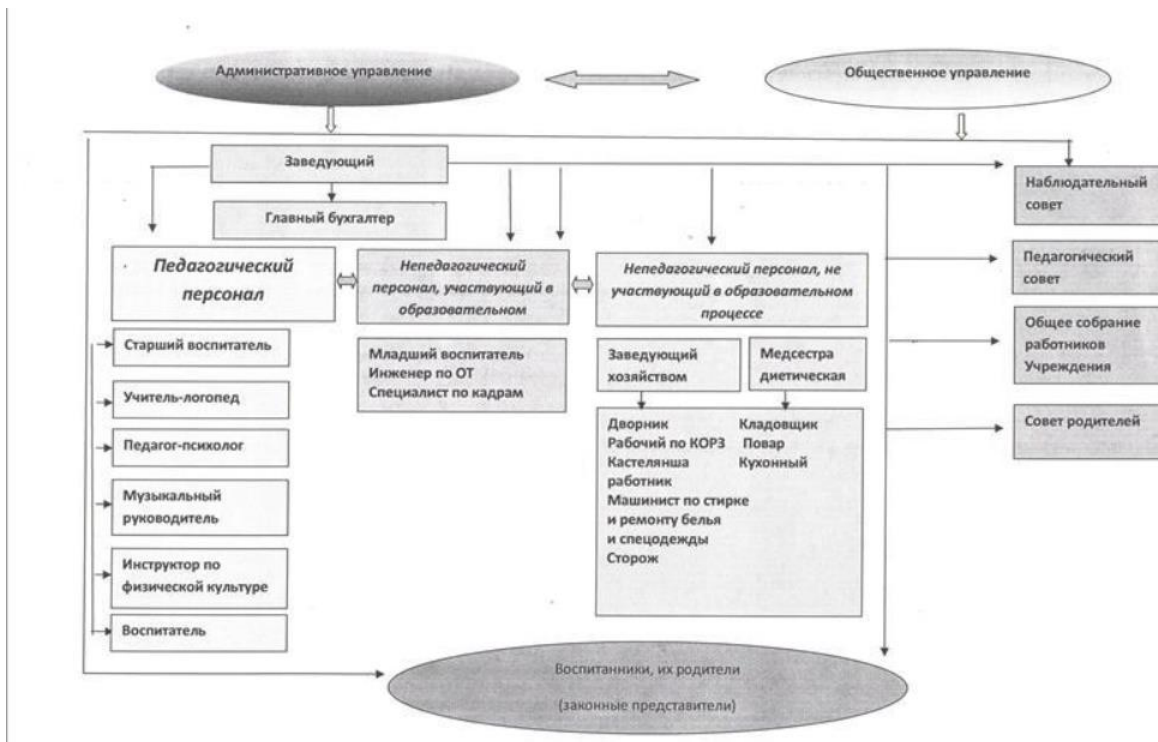 Административное управление
Общественное управление
Заведующий
Главный бухгалтер
Наблюдательный
совет
Педагогический
персонал
Непедагогический
персонал, участвующий в
образовательном
Непедагогический персонал, не
участвующий в образовательном
процессе
Педагогический
совет
Старший воспитатель
Учитель-логопед
Педагог-психолог
Музыкальный
руководитель
Инструктор по
физической культуре
Воспитатель
Младший воспитатель
Инженер по ОТ
Специалист по кадрам
Заведующий
хозяйством
Медсестра
диетическая
Дворник
Рабочий по КОРЗ
Кастелянша
работник
Машинист по стирке
и ремонту белья
и спецодежды
Сторож
Кладовщик
Повар
Кухонный
Общее собрание
работников
Учреждения
Совет родителей
Воспитанники, их родители
(законные представители)